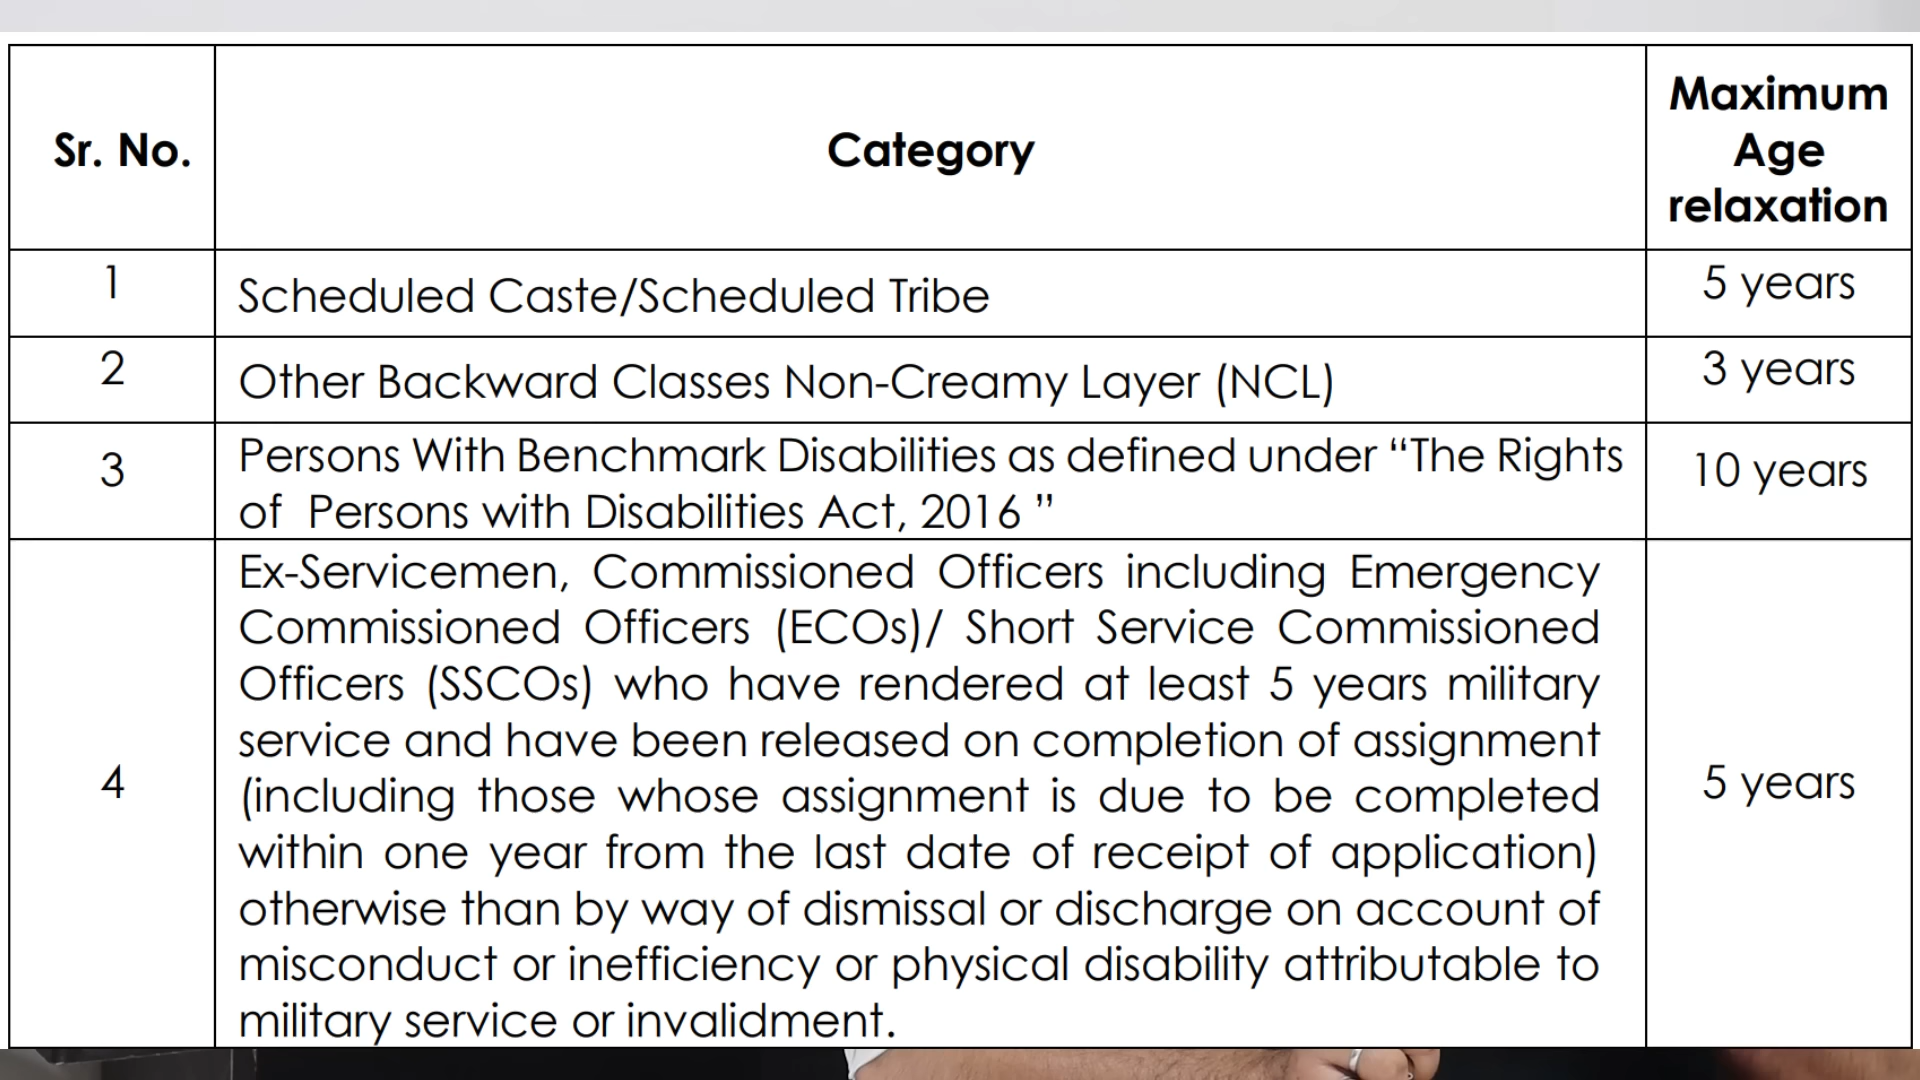 Sr. No.
Category
Maximum
Age
relaxation
1
Scheduled Caste/Scheduled Tribe
5 years
2
Other Backward Classes Non-Creamy Layer (NCL)
3 years
3
Persons With Benchmark Disabilities as defined under “The Rights
of Persons with Disabilities Act, 2016 ”
10 years
4
Ex-Servicemen, Commissioned Officers including Emergency
Commissioned Officers (ECOs)/ Short Service Commissioned
Officers (SSCOs) who have rendered at least 5 years military
service and have been released on completion of assignment
(including those whose assignment is due to be completed
within one year from the last date of receipt of application)
otherwise than by way of dismissal or discharge on account of
misconduct or inefficiency or physical disability attributable to
military service or invalidment.
5 years